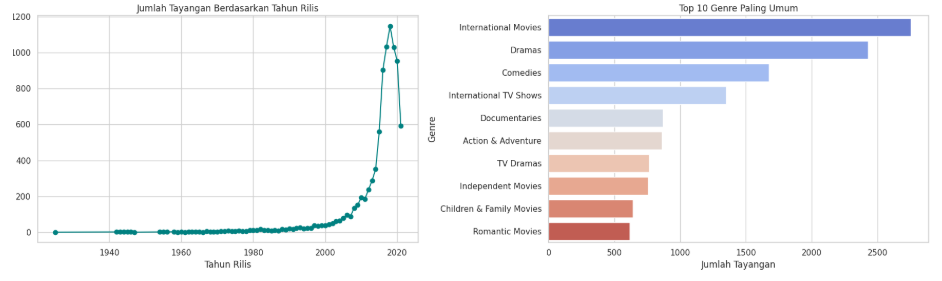 Jumlah Tayangan Berdasarkan Tahun Rilis
1200
1000
800
600
400
200
0
1940
1960
1980
2000
2020
Tahun Rilis
Top 10 Genre Paling Umum
Genre
International Movies
Dramas
Comedies
International TV Shows
Documentaries
Action & Adventure
TV Dramas
Independent Movies
Children & Family Movies
Romantic Movies
0
500
1000
1500
2000
2500
Jumlah Tayangan